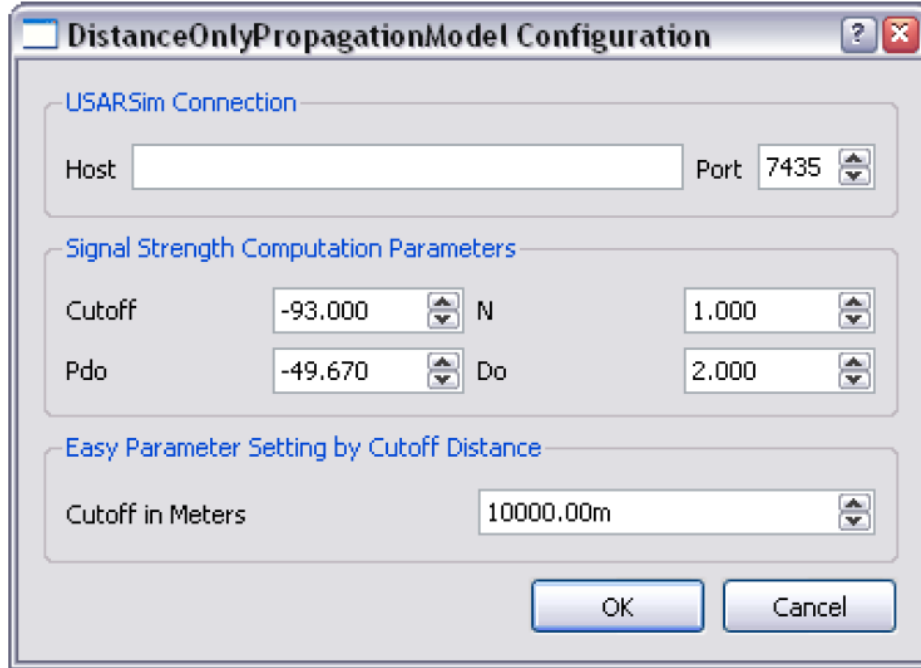 DistanceOnlyPropagationModel Configuration ?
USARSim Connection
Host Port 7435
Signal Strength Computation Parameters
Cutoff -93.000 N 1.000
Pdo -49.670 Do 2.000
Easy Parameter Setting by Cutoff Distance
Cutoff in Meters 10000.00m
OK Cancel